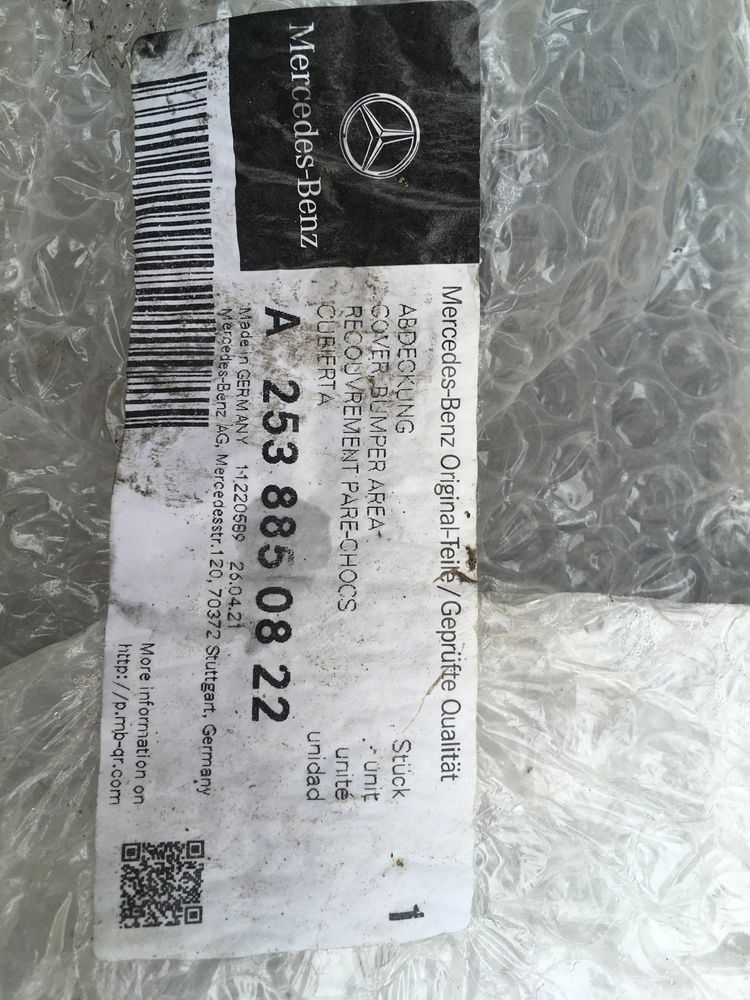 Mercedes-Benz
Mercedes-Benz Original-Teile/Geprüfte Qualität
ABDECKUNG
COVER BUMPER AREA
RECOUVREMENT PARE-CHOCS
CUBIERTA
Stück
unit
unité
unidad
1
A 253 885 08 22
Made in GERMANY 11220589 26.04.21
Mercedes-Benz AG, Mercedesstr.120, 70372 Stuttgart, Germany
More information on
http://p.mb-qr.com